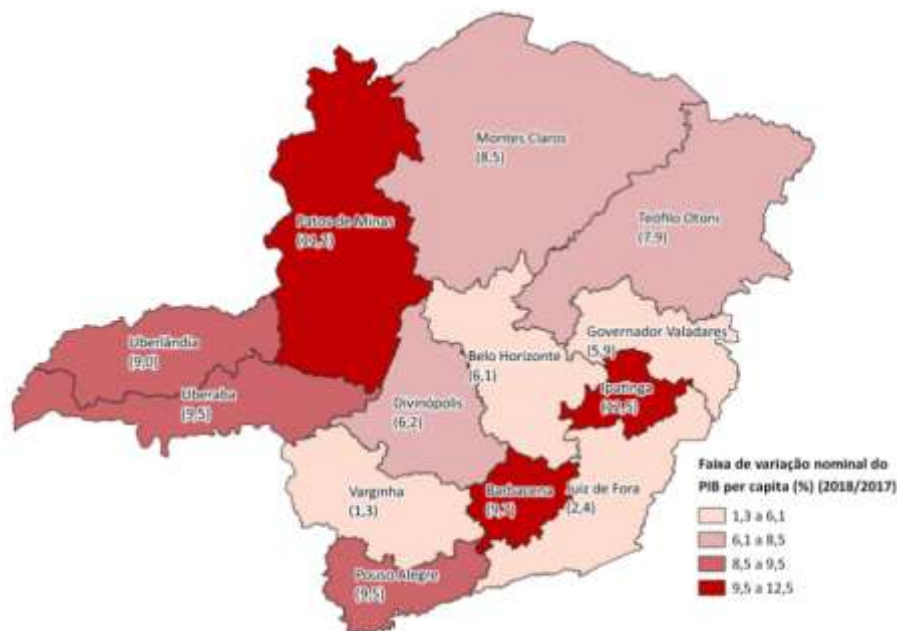 Montes Claros
(8,5)
Teófilo Otoni
(7,9)
Patos de Minas
Uberlândia
(9,0)
Uberaba
(9,5)
Governador Valadares
(5,9)
Belo Horizonte
(6,1)
Ipatinga
(12,5)
Divinópolis
(6,2)
Varginha
(1,3)
Barbacena
Juiz de Fora
(2,4)
Pouso Alegre
(9,5)
Faixa de variação nominal do
PIB per capita (%) (2018/2017)
1,3 a 6,1
6,1 a 8,5
8,5 a 9,5
9,5 a 12,5